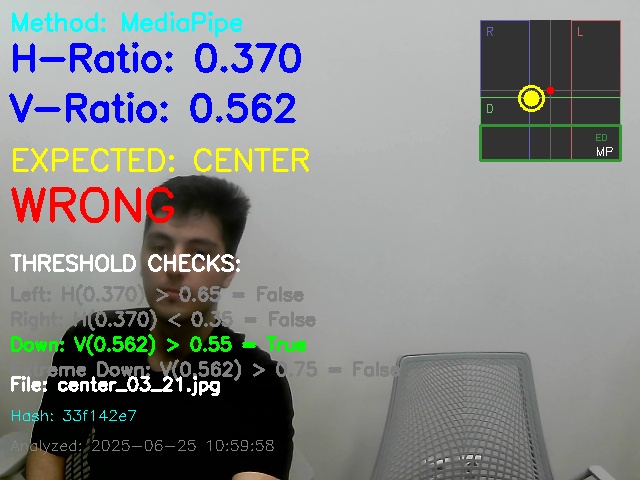 Method: MediaPipe
H-Ratio: 0.370
V-Ratio: 0.562
EXPECTED: CENTER
WRONG
THRESHOLD CHECKS:
Left: H(0.370) > 0.65 = False
Right: H(0.370) < 0.35 = False
Down: V(0.562) > 0.55 = True
Extreme Down: V(0.562) > 0.75 = False
File: center_03_21.jpg
Hash: 33f142e7
Analyzed: 2025-06-25 10:59:58
R
L
D
ED
MP